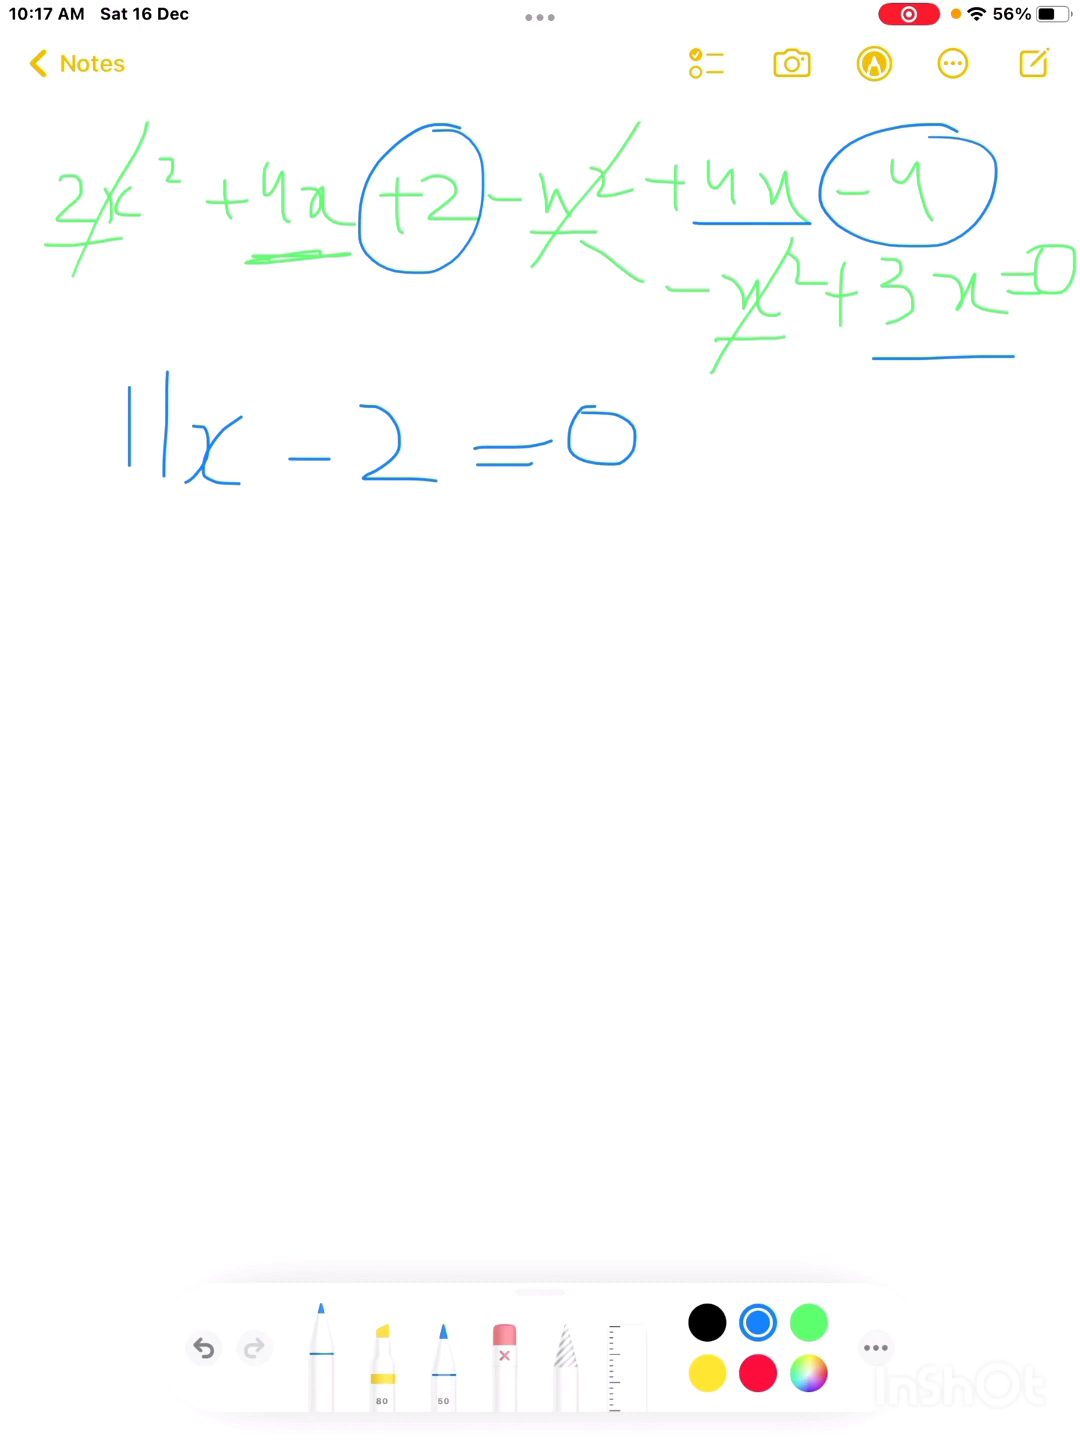 10:17 AM Sat 16 Dec 56%
Notes
2x² + 4x + 2 - x² + 4x - 4
- x² + 3x = 0
11x - 2 = 0
80 50
InShOt